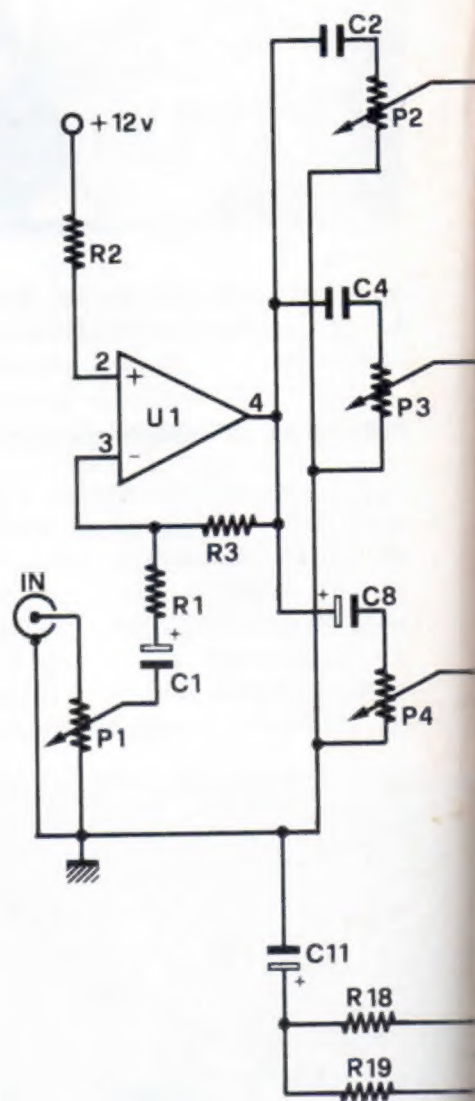 C2
P2
+12v
R2
C4
2
+
U1
4
P3
3
-
R3
IN
R1
+
C8
+
C1
P1
P4
C11
+
R18
R19